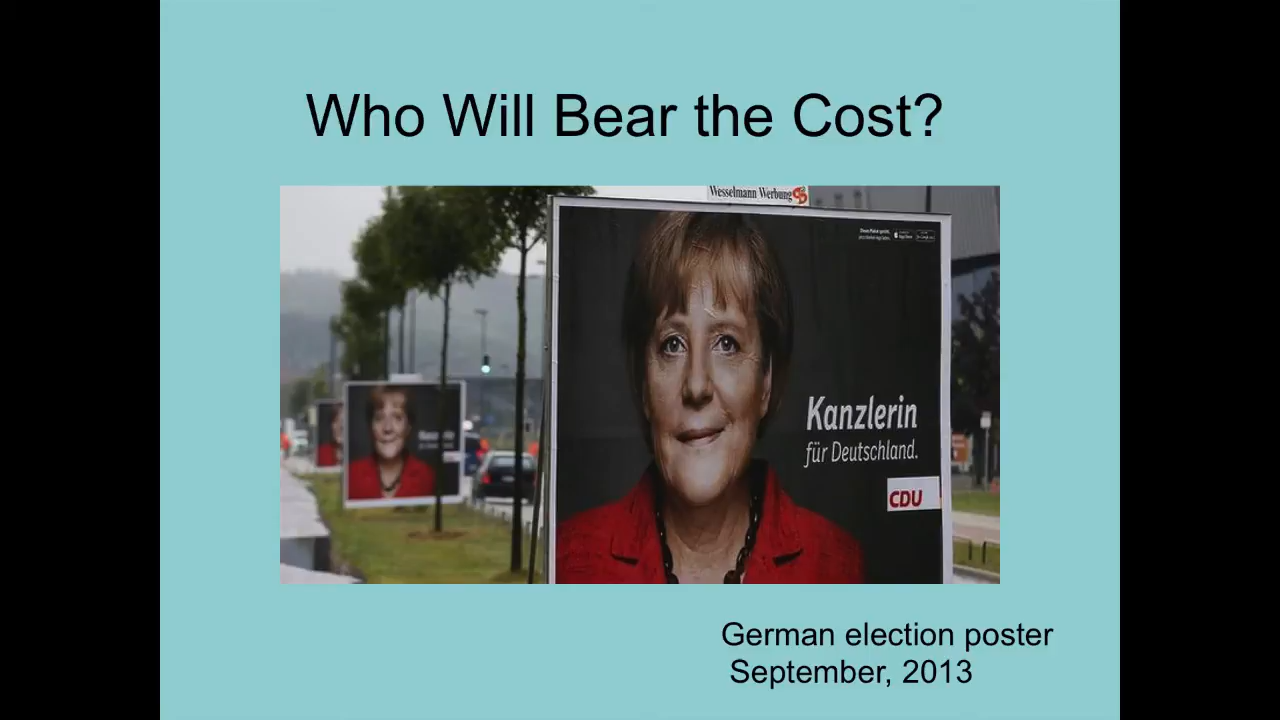 Who Will Bear the Cost?
Wesselmann Werbung
Kanzlerin
für Deutschland.
CDU
German election poster
September, 2013